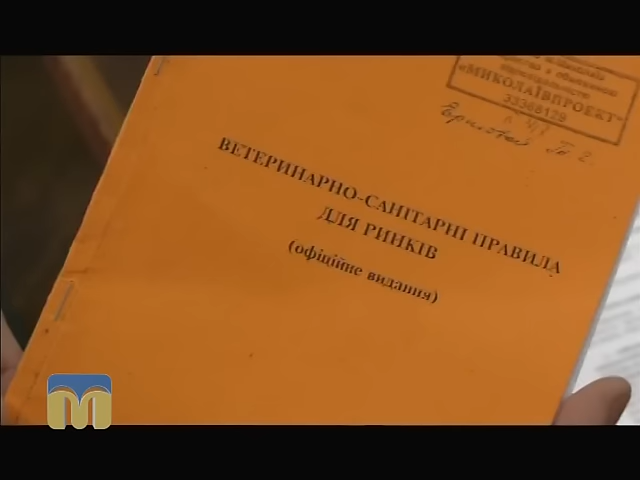 «МИКОЛАЇВПРОЕКТ»
33368129
ВЕТЕРИНАРНО-САНІТАРНІ ПРАВИЛА
ДЛЯ РИНКІВ
(офіційне видання)
М